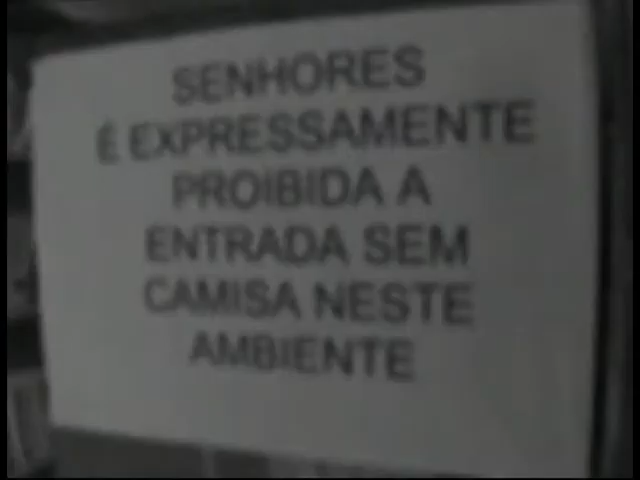 SENHORES
É EXPRESSAMENTE
PROIBIDA A
ENTRADA SEM
CAMISA NESTE
AMBIENTE